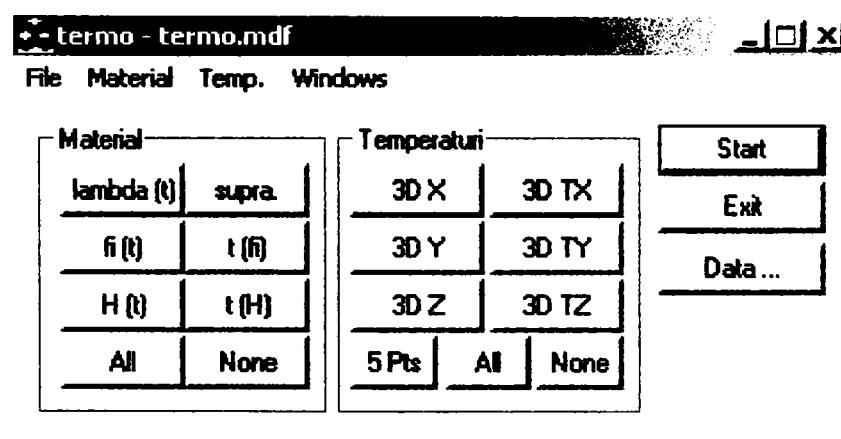 termo - termo.mdf
File Material Temp. Windows
Material
lambda (t) supra.
fi (t) t (fi)
H (t) t (H)
All None
Temperaturi
3D X 3D TX
3D Y 3D TY
3D Z 3D TZ
5 Pts All None
Start
Exit
Data ...